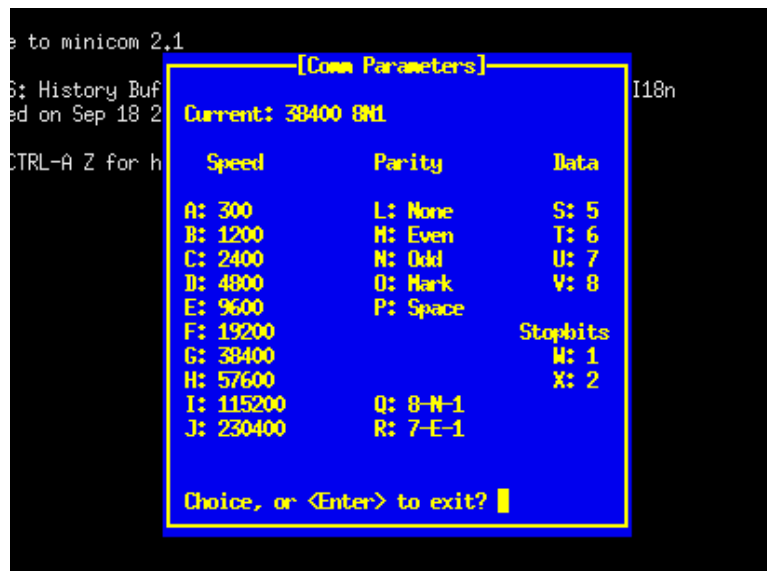 e to minicom 2.1
[Comm Parameters]
S: History Buf I18n
ed on Sep 18 2 Current: 38400 8N1
CTRL-A Z for h Speed Parity Data
A: 300 L: None S: 5
B: 1200 M: Even T: 6
C: 2400 N: Odd U: 7
D: 4800 O: Mark V: 8
E: 9600 P: Space
F: 19200 Stopbits
G: 38400 W: 1
H: 57600 X: 2
I: 115200 Q: 8-N-1
J: 230400 R: 7-E-1
Choice, or <Enter> to exit?